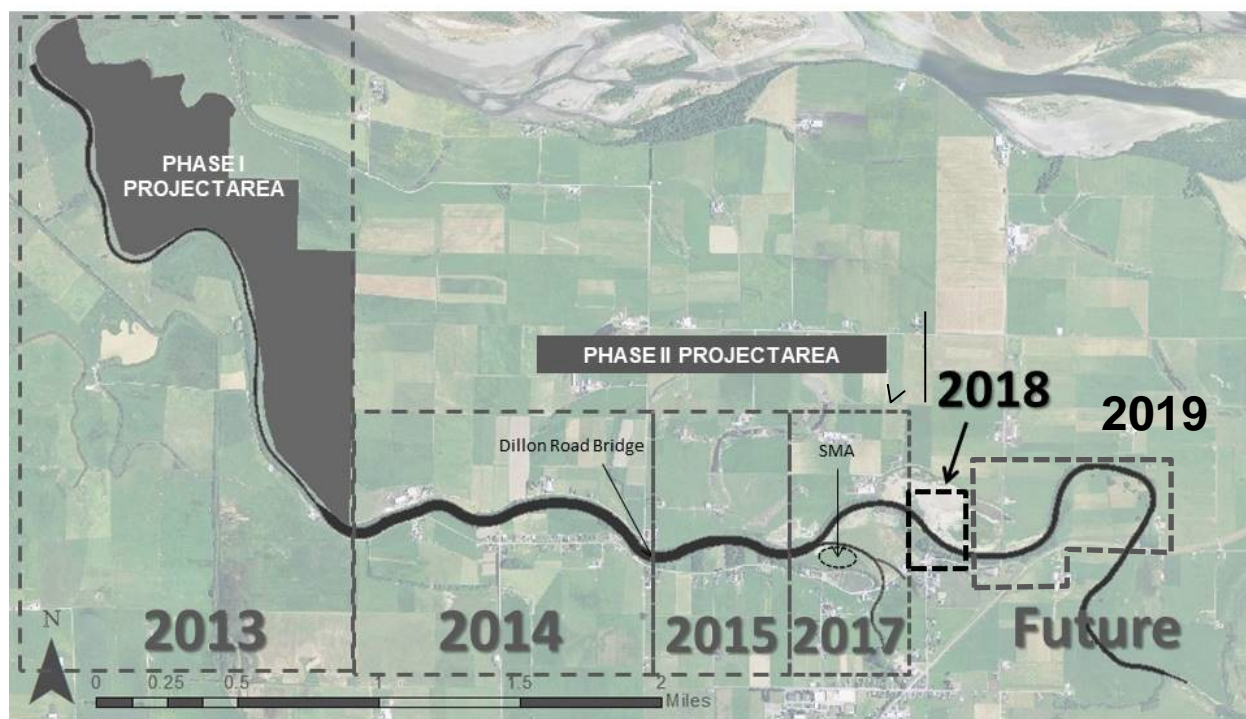 PHASE I
PROJECTAREA
PHASE II PROJECTAREA
2018
2019
Dillon Road Bridge
SMA
2013
2014
2015
2017
Future
N
0
0.25
0.5
1
1.5
2
Miles